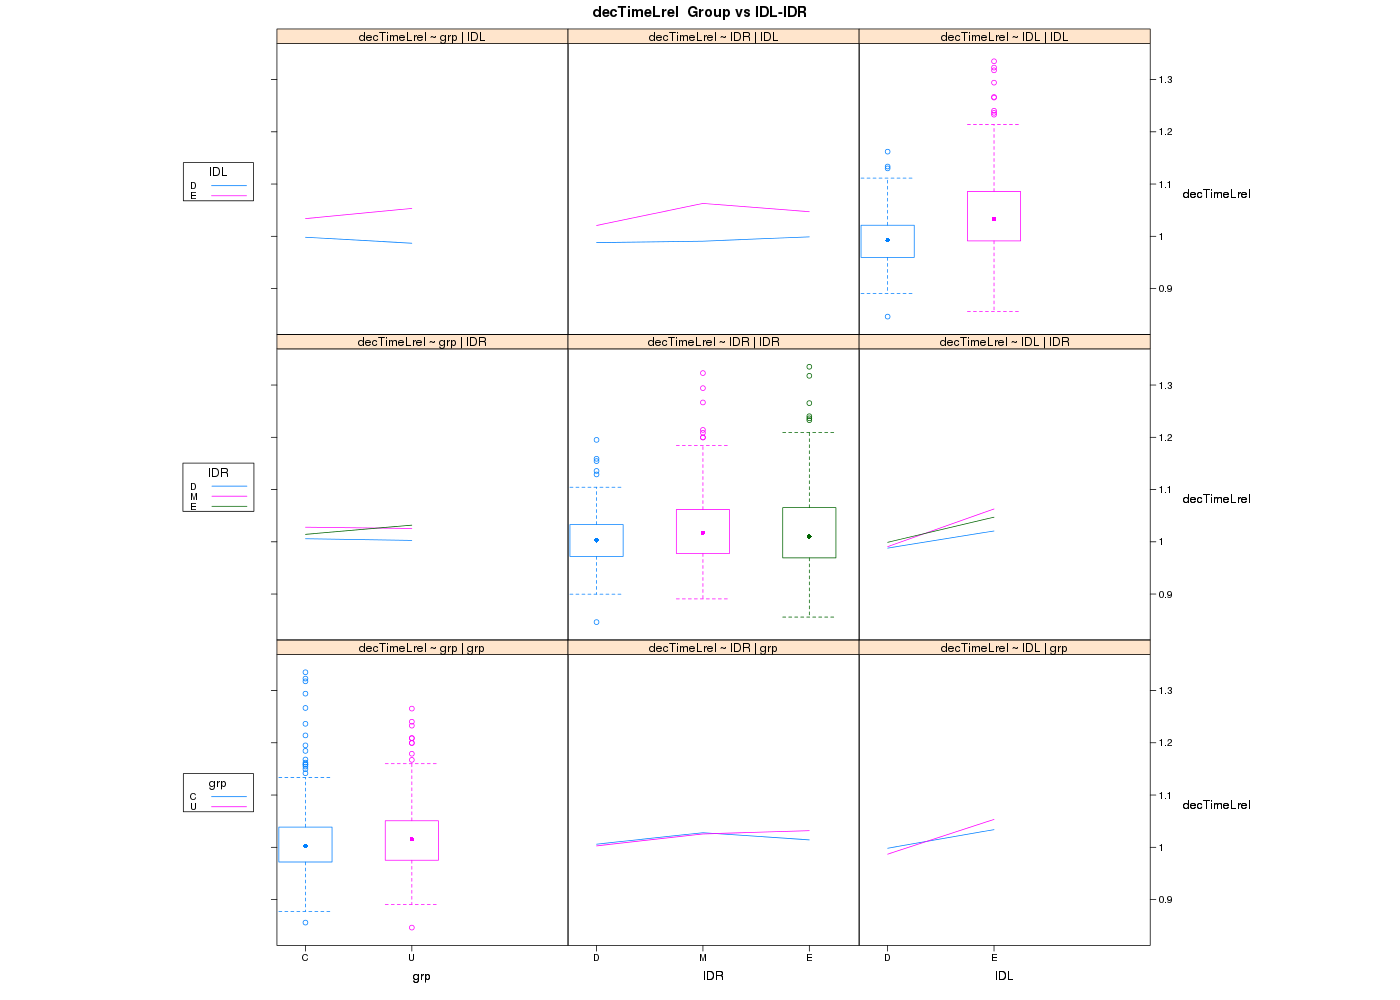 decTimeLrel  Group vs IDL-IDR
decTimeLrel ~ grp | IDL
decTimeLrel ~ IDR | IDL
decTimeLrel ~ IDL | IDL
1.3
1.2
1.1
1
0.9
decTimeLrel
IDL
D
E
decTimeLrel ~ grp | IDR
decTimeLrel ~ IDR | IDR
decTimeLrel ~ IDL | IDR
1.3
1.2
1.1
1
0.9
decTimeLrel
IDR
D
M
E
decTimeLrel ~ grp | grp
decTimeLrel ~ IDR | grp
decTimeLrel ~ IDL | grp
1.3
1.2
1.1
1
0.9
decTimeLrel
grp
C
U
C
U
D
M
E
D
E
grp
IDR
IDL